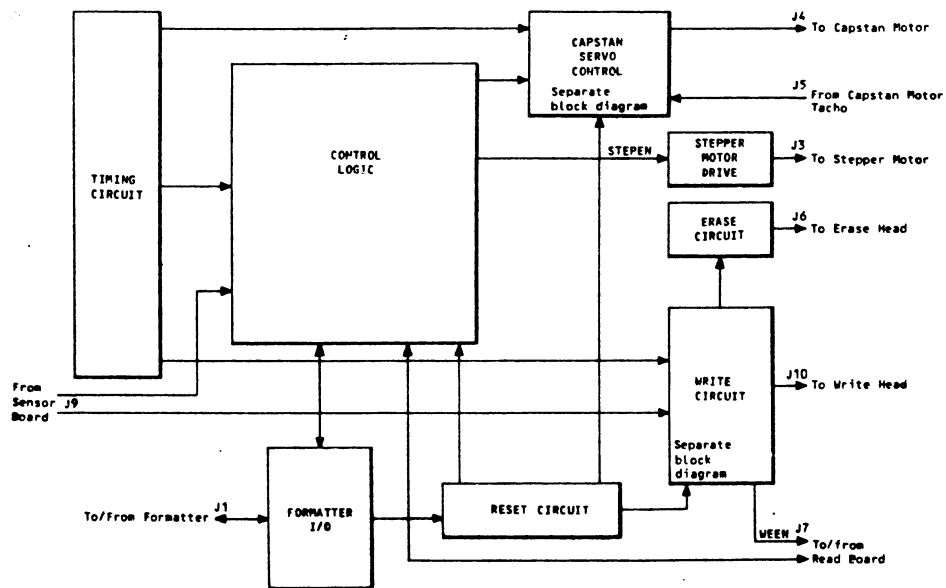 J4
To Capstan Motor
CAPSTAN
SERVO
CONTROL
Separate
block diagram
J5
From Capstan Motor
Tacho
CONTROL
LOGIC
STEPEN
STEPPER
MOTOR
DRIVE
J3
To Stepper Motor
TIMING
CIRCUIT
ERASE
CIRCUIT
J6
To Erase Head
From
Sensor
Board
J9
WRITE
CIRCUIT
Separate
block
diagram
J10
To Write Head
To/From Formatter
J1
FORMATTER
I/O
RESET CIRCUIT
WEEN
J7
To/from
Read Board